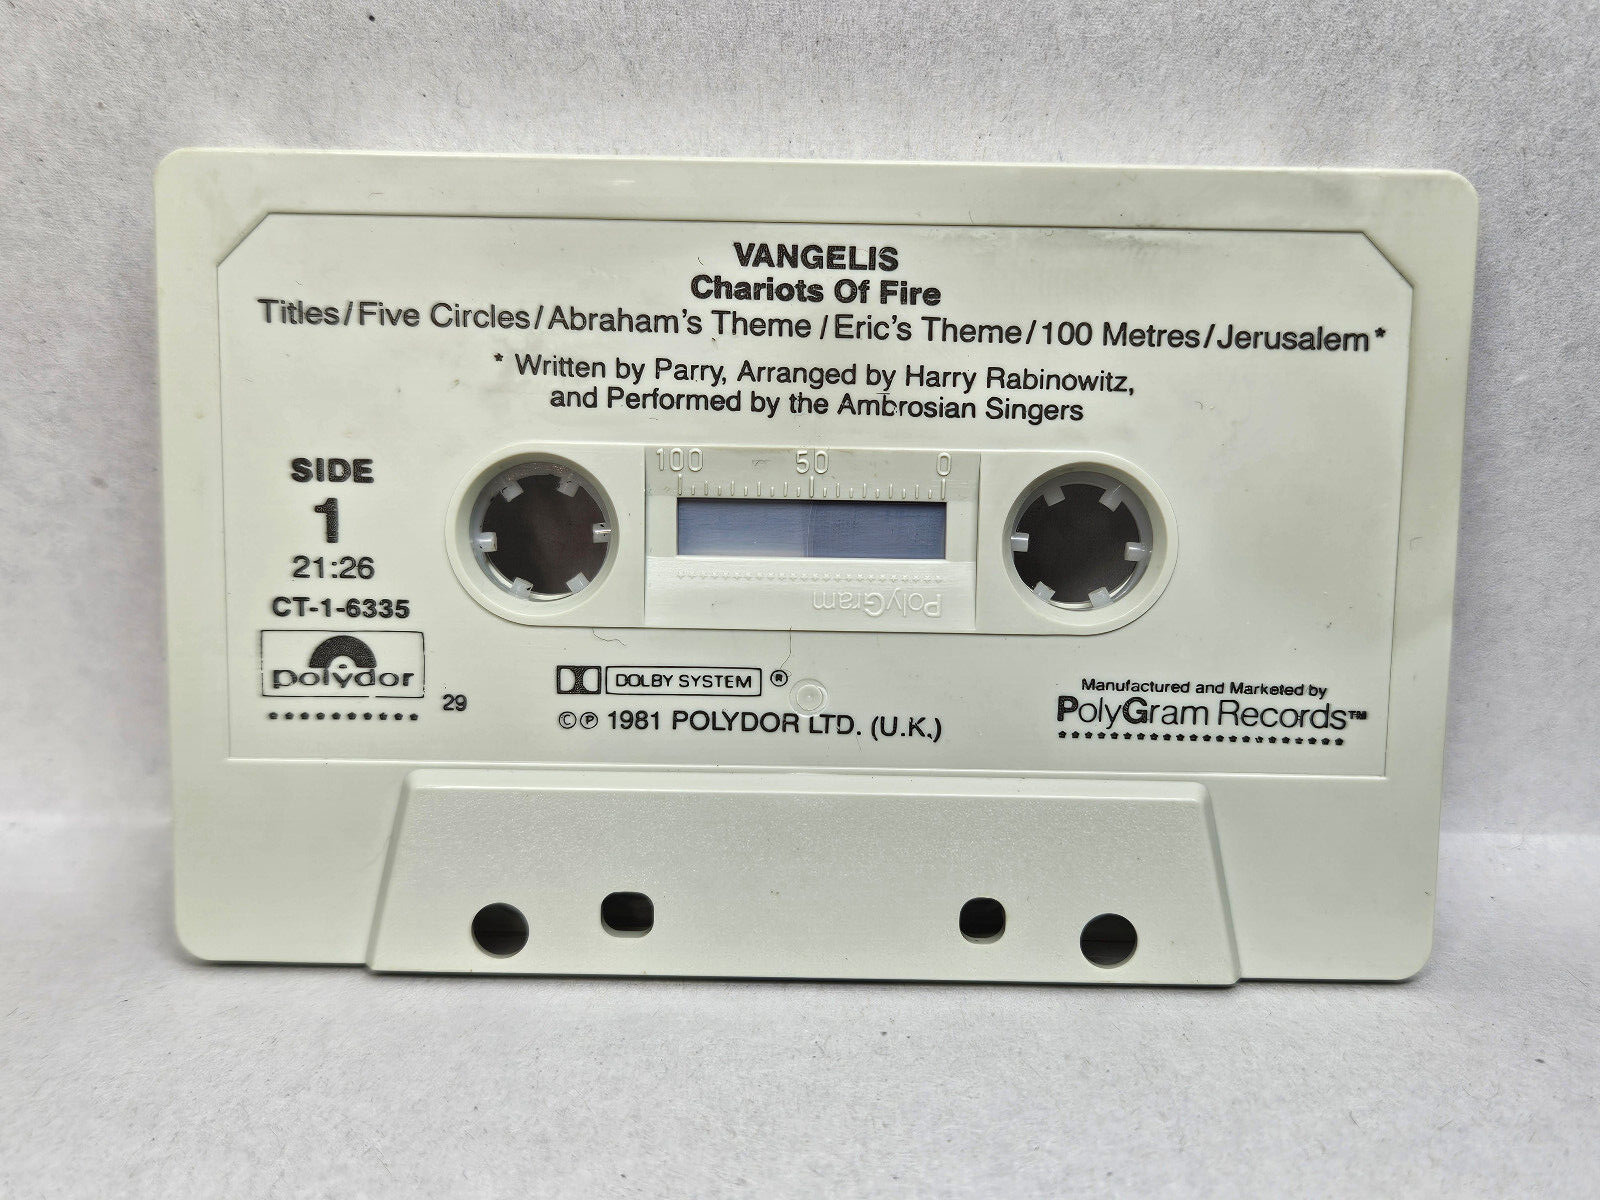 VANGELIS
Chariots Of Fire
Titles/Five Circles/Abraham's Theme/Eric's Theme/100 Metres/Jerusalem*
* Written by Parry, Arranged by Harry Rabinowitz,
and Performed by the Ambrosian Singers
100 50 0
SIDE
1
21:26
CT-1-6335
polydor
29
PolyGram
DOLBY SYSTEM ®
©℗ 1981 POLYDOR LTD. (U.K.)
Manufactured and Marketed by
PolyGram Records™